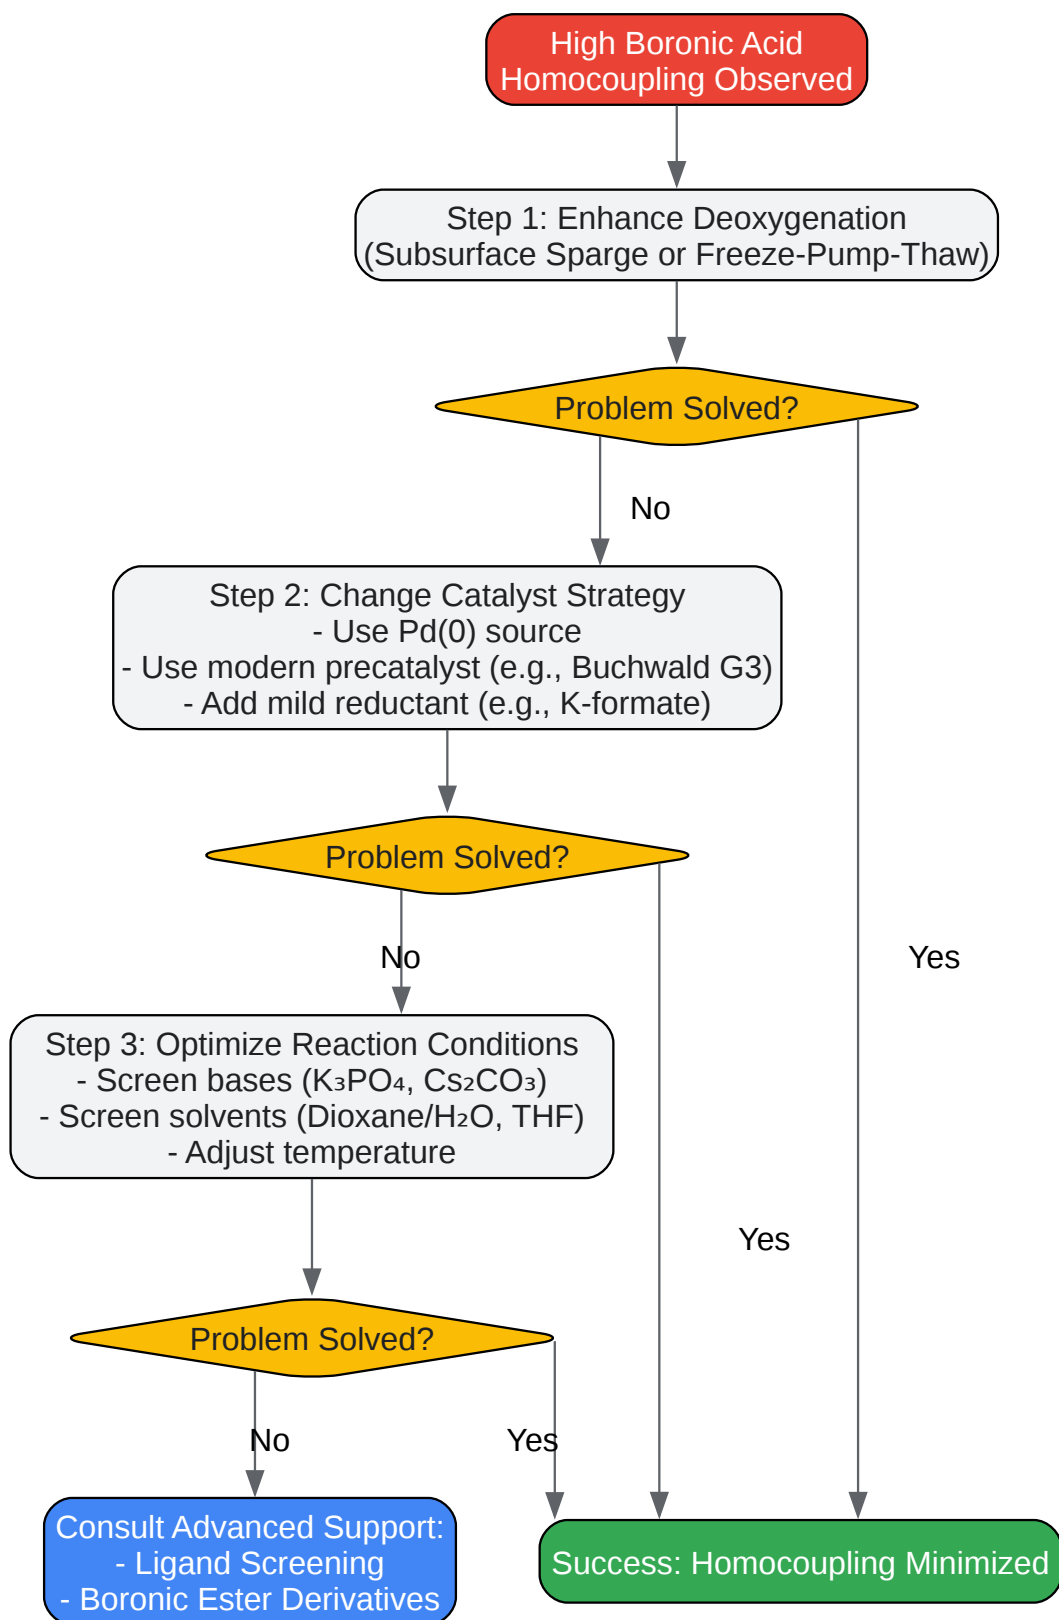 High Boronic Acid
Homocoupling Observed
Step 1: Enhance Deoxygenation
(Subsurface Sparge or Freeze-Pump-Thaw)
Problem Solved?
No
Step 2: Change Catalyst Strategy
- Use Pd(0) source
- Use modern precatalyst (e.g., Buchwald G3)
- Add mild reductant (e.g., K-formate)
Problem Solved?
No
Yes
Step 3: Optimize Reaction Conditions
- Screen bases (K₃PO₄, Cs₂CO₃)
- Screen solvents (Dioxane/H₂O, THF)
- Adjust temperature
Yes
Problem Solved?
No
Yes
Consult Advanced Support:
- Ligand Screening
- Boronic Ester Derivatives
Success: Homocoupling Minimized